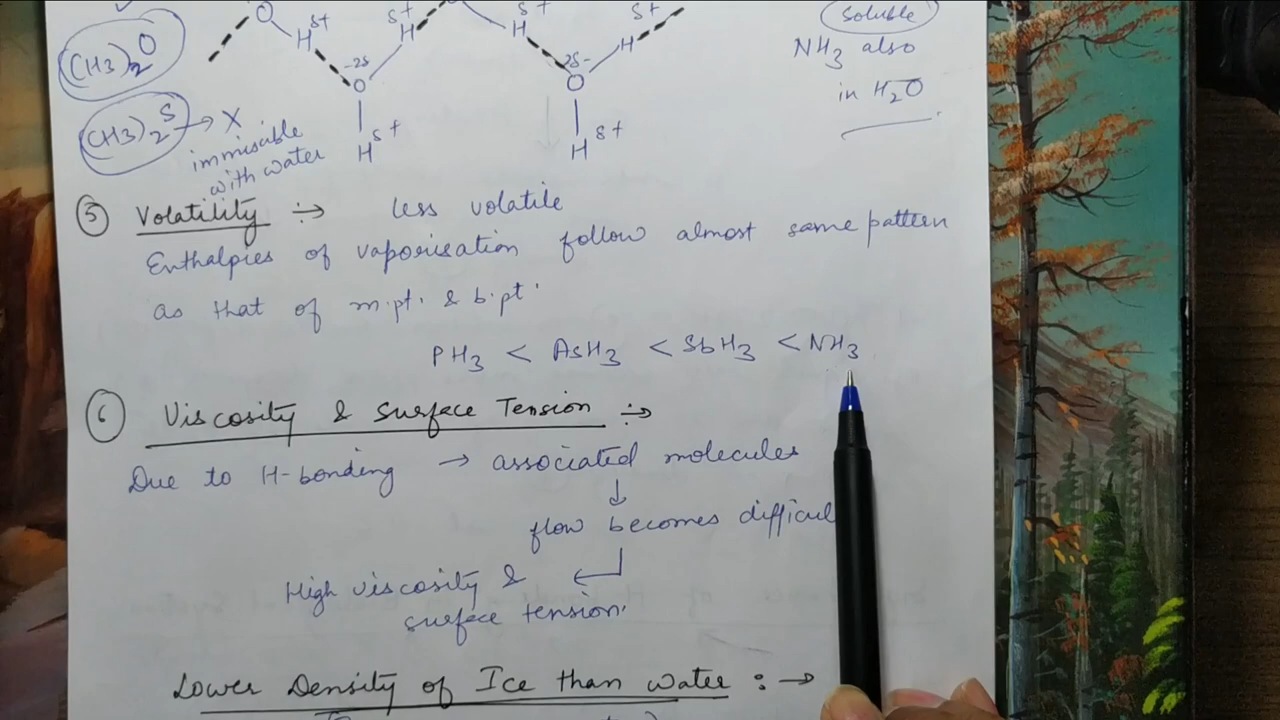 O δ+ H δ+ H δ+ H δ+ H
Soluble
(CH3)2O
NH3 also
in H2O
-2δ O 2δ- O
(CH3)2S → X
immiscible
with water
H δ+ H δ+
⑤ Volatility :→ less volatile
Enthalpies of vaporisation follow almost same pattern
as that of m.pt. & b.pt.
PH3 < AsH3 < SbH3 < NH3
⑥ Viscosity & Surface Tension :→
Due to H-bonding → associated molecules
↓
flow becomes difficul
High viscosity & ←
surface tension.
Lower Density of Ice than water : →